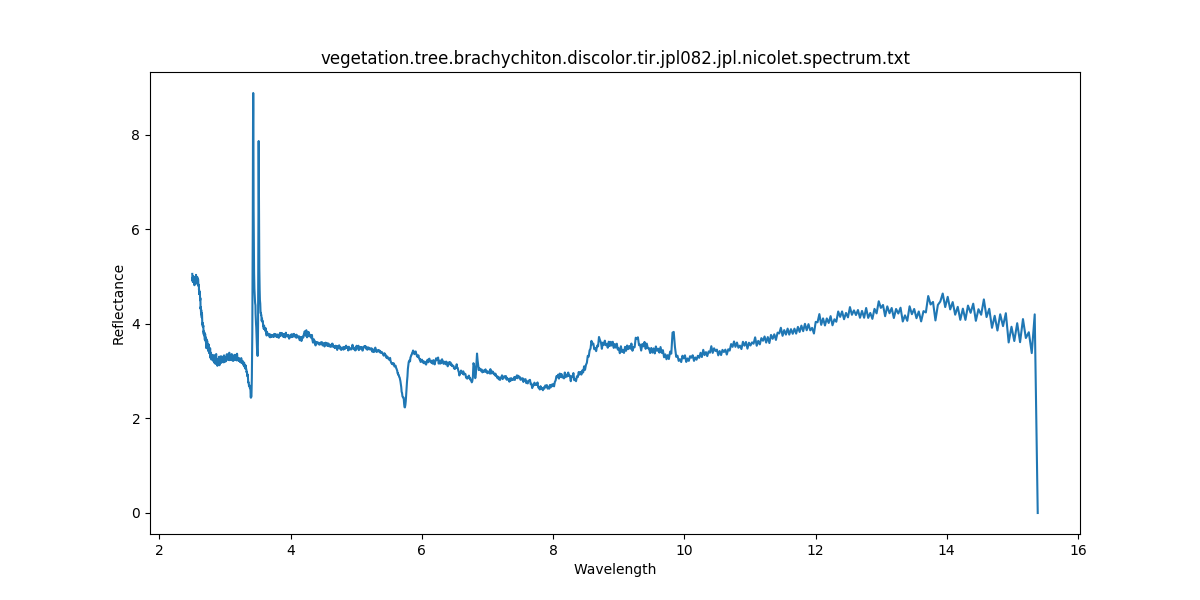 vegetation.tree.brachychiton.discolor.tir.jpl082.jpl.nicolet.spectrum.txt
8
6
4
2
0
Reflectance
2 4 6 8 10 12 14 16
Wavelength